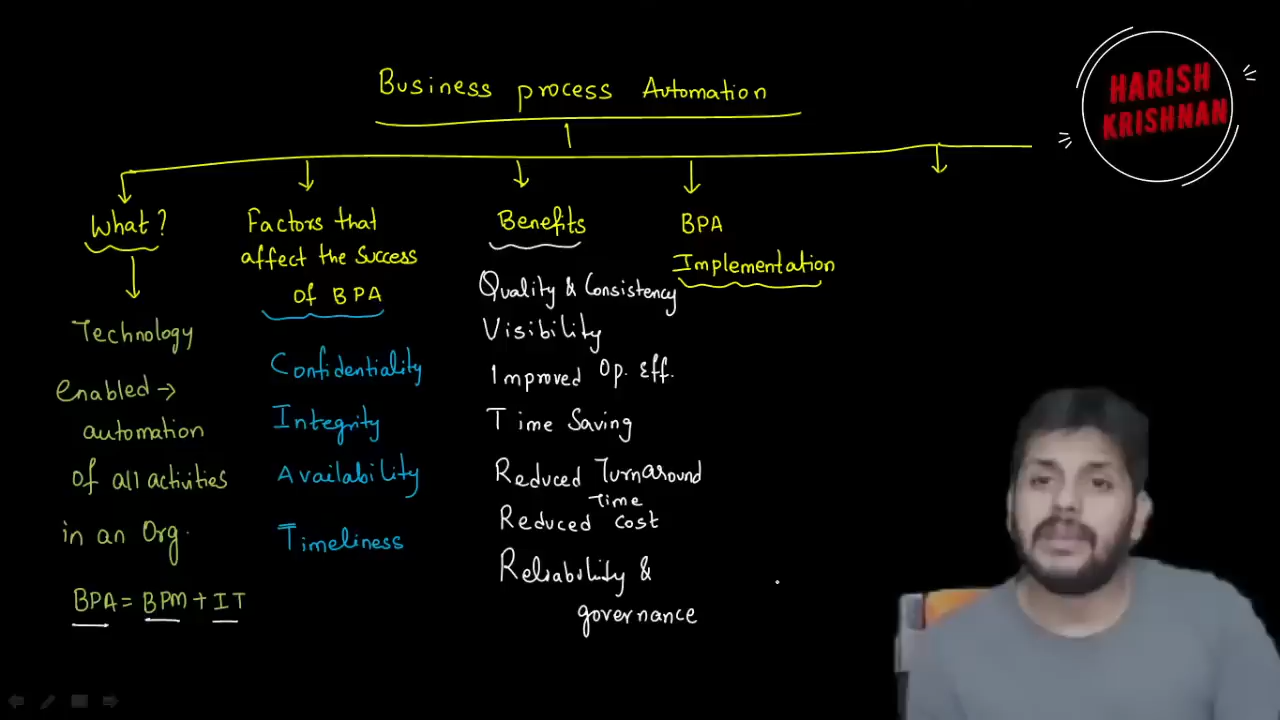 Business process Automation
HARISH
KRISHNAN
What?
Technology
enabled →
automation
of all activities
in an Org.
BPA = BPM + IT
Factors that
affect the Success
of BPA
Confidentiality
Integrity
Availability
Timeliness
Benefits
Quality & Consistency
Visibility
Improved Op. Eff.
Time Saving
Reduced Turnaround
Time
Reduced cost
Reliability &
governance
BPA
Implementation